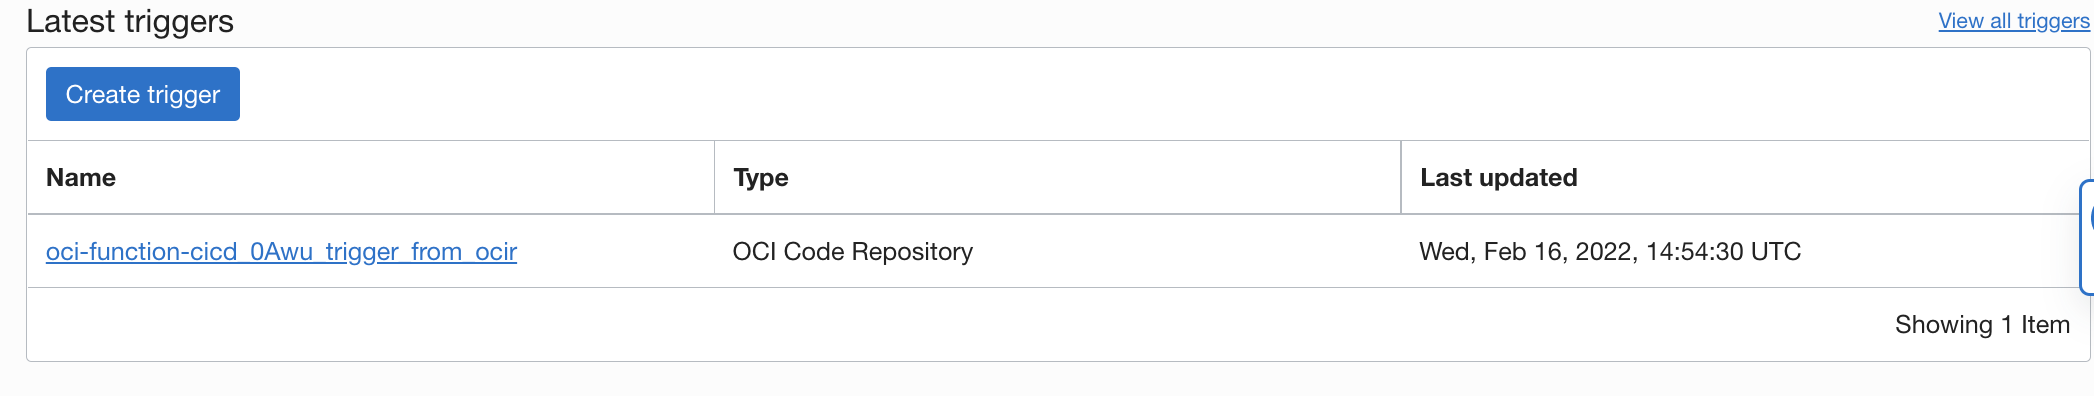 Latest triggers
View all triggers
Create trigger
Name Type Last updated
oci-function-cicd_0Awu_trigger_from_ocir OCI Code Repository Wed, Feb 16, 2022, 14:54:30 UTC
Showing 1 Item